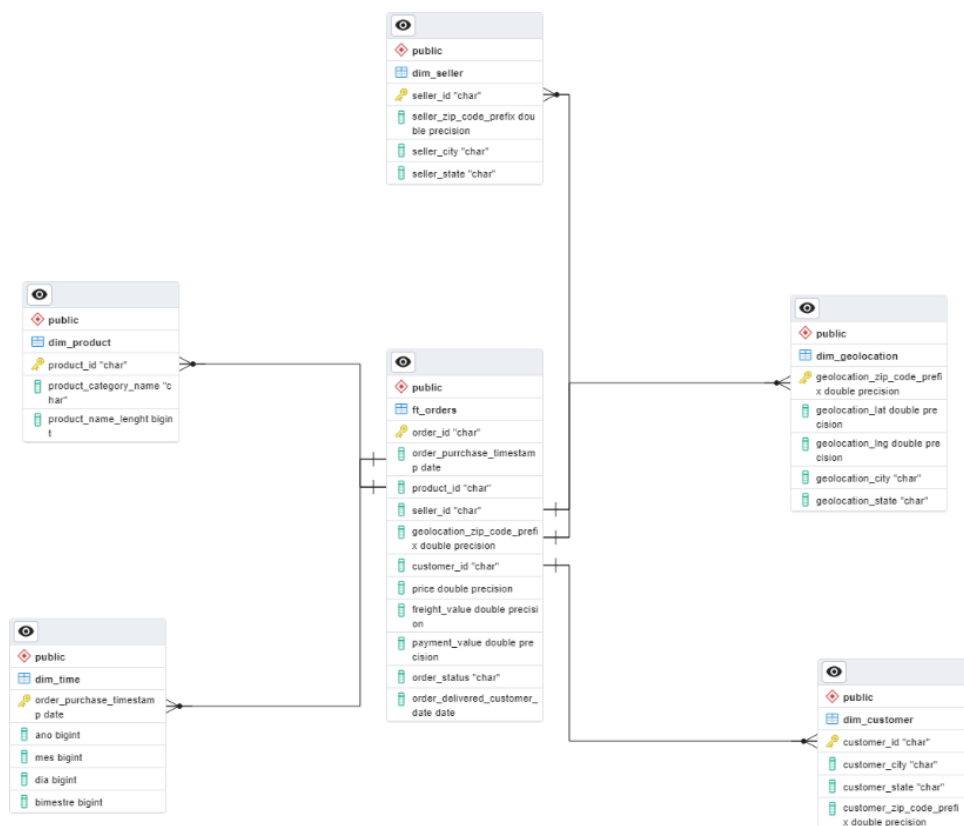 public
dim_seller
seller_id "char"
seller_zip_code_prefix dou
ble precision
seller_city "char"
seller_state "char"
public
dim_product
product_id "char"
product_category_name "c
har"
product_name_lenght bigin
t
public
ft_orders
order_id "char"
order_purrchase_timestam
p date
product_id "char"
seller_id "char"
geolocation_zip_code_prefi
x double precision
customer_id "char"
price double precision
freight_value double precisi
on
payment_value double pre
cision
order_status "char"
order_delivered_customer_
date date
public
dim_geolocation
geolocation_zip_code_prefi
x double precision
geolocation_lat double pre
cision
geolocation_lng double pre
cision
geolocation_city "char"
geolocation_state "char"
public
dim_time
order_purchase_timestam
p date
ano bigint
mes bigint
dia bigint
bimestre bigint
public
dim_customer
customer_id "char"
customer_city "char"
customer_state "char"
customer_zip_code_prefi
x double precision